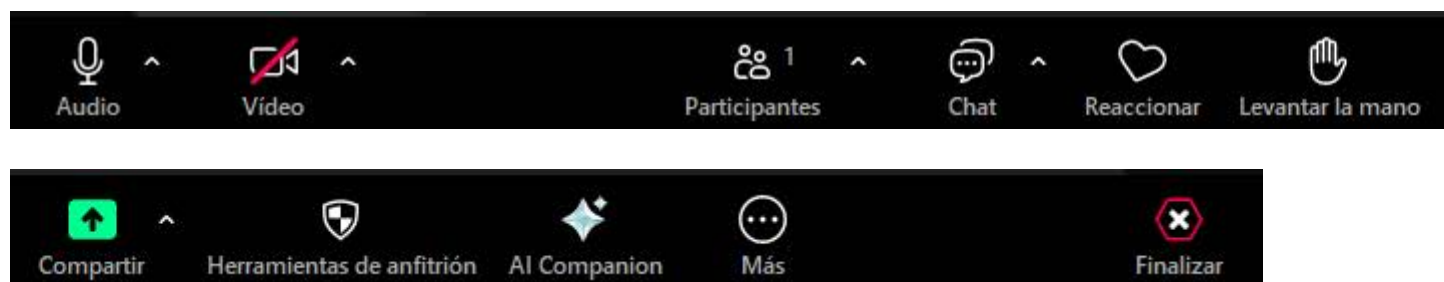 1
Audio Vídeo Participantes Chat Reaccionar Levantar la mano
Compartir Herramientas de anfitrión AI Companion Más Finalizar